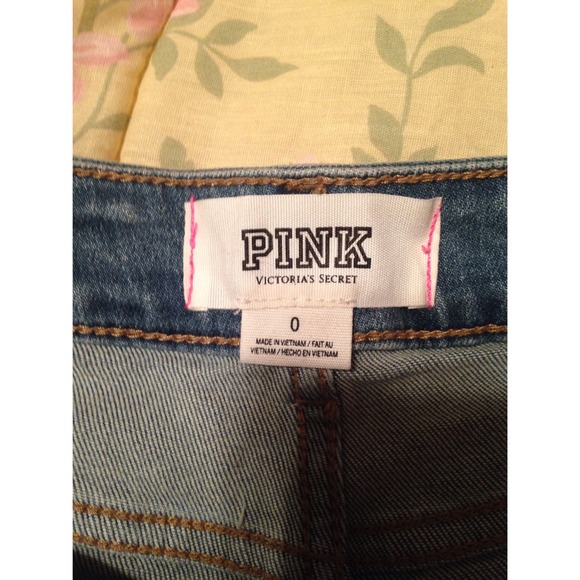 PINK
VICTORIA'S SECRET
0
MADE IN VIETNAM / FAIT AU
VIETNAM / HECHO EN VIETNAM